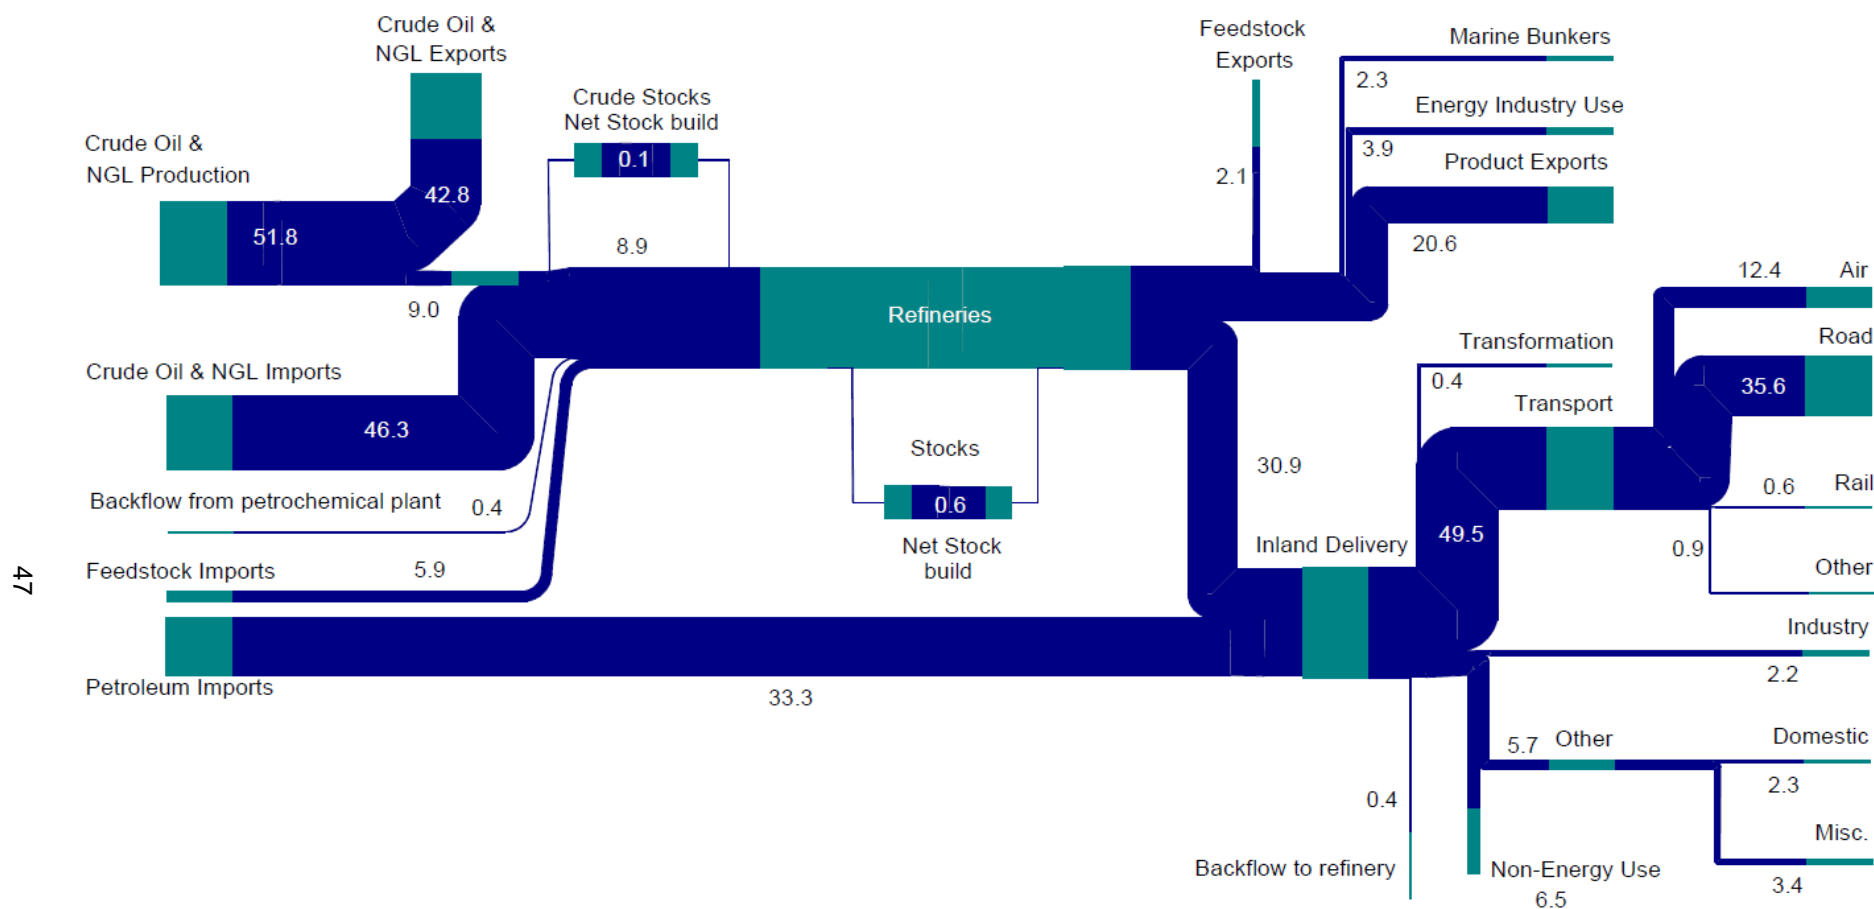 Crude Oil &
NGL Exports
Feedstock
Exports
Marine Bunkers
2.3
Crude Stocks
Net Stock build
0.1
Energy Industry Use
3.9
Crude Oil &
NGL Production
Product Exports
2.1
42.8
51.8
8.9
20.6
12.4
Air
9.0
Refineries
Road
Transformation
0.4
Crude Oil & NGL Imports
35.6
Transport
46.3
Stocks
30.9
Backflow from petrochemical plant
0.4
0.6
Rail
0.6
49.5
Net Stock
build
Inland Delivery
0.9
Feedstock Imports
5.9
Other
47
Industry
2.2
Petroleum Imports
33.3
5.7
Other
Domestic
2.3
0.4
Misc.
3.4
Backflow to refinery
Non-Energy Use
6.5